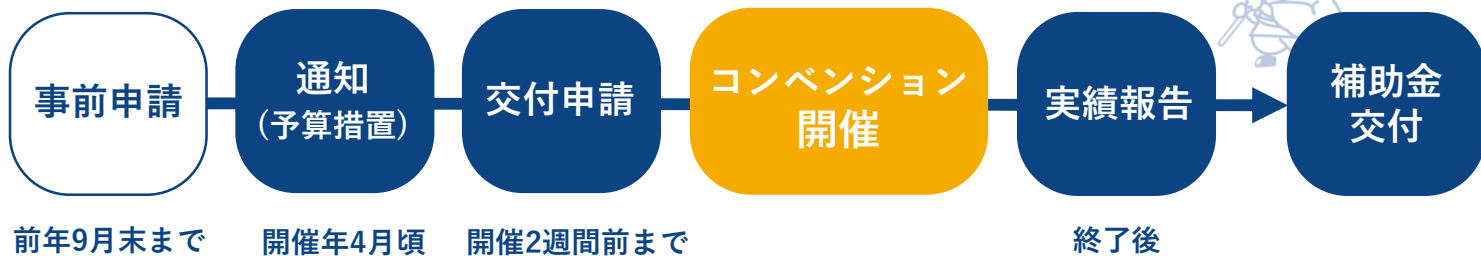 事前申請
通知
(予算措置)
交付申請
コンベンション
開催
実績報告
補助金
交付
前年9月末まで
開催年4月頃
開催2週間前まで
終了後